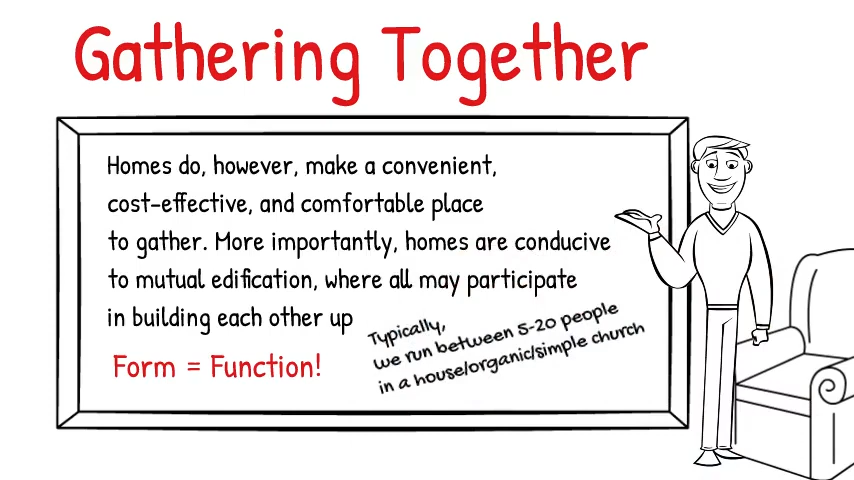 Gathering Together
Homes do, however, make a convenient,
cost-effective, and comfortable place
to gather. More importantly, homes are conducive
to mutual edification, where all may participate
in building each other up
Typically,
we run between 5-20 people
in a house/organic/simple church
Form = Function!